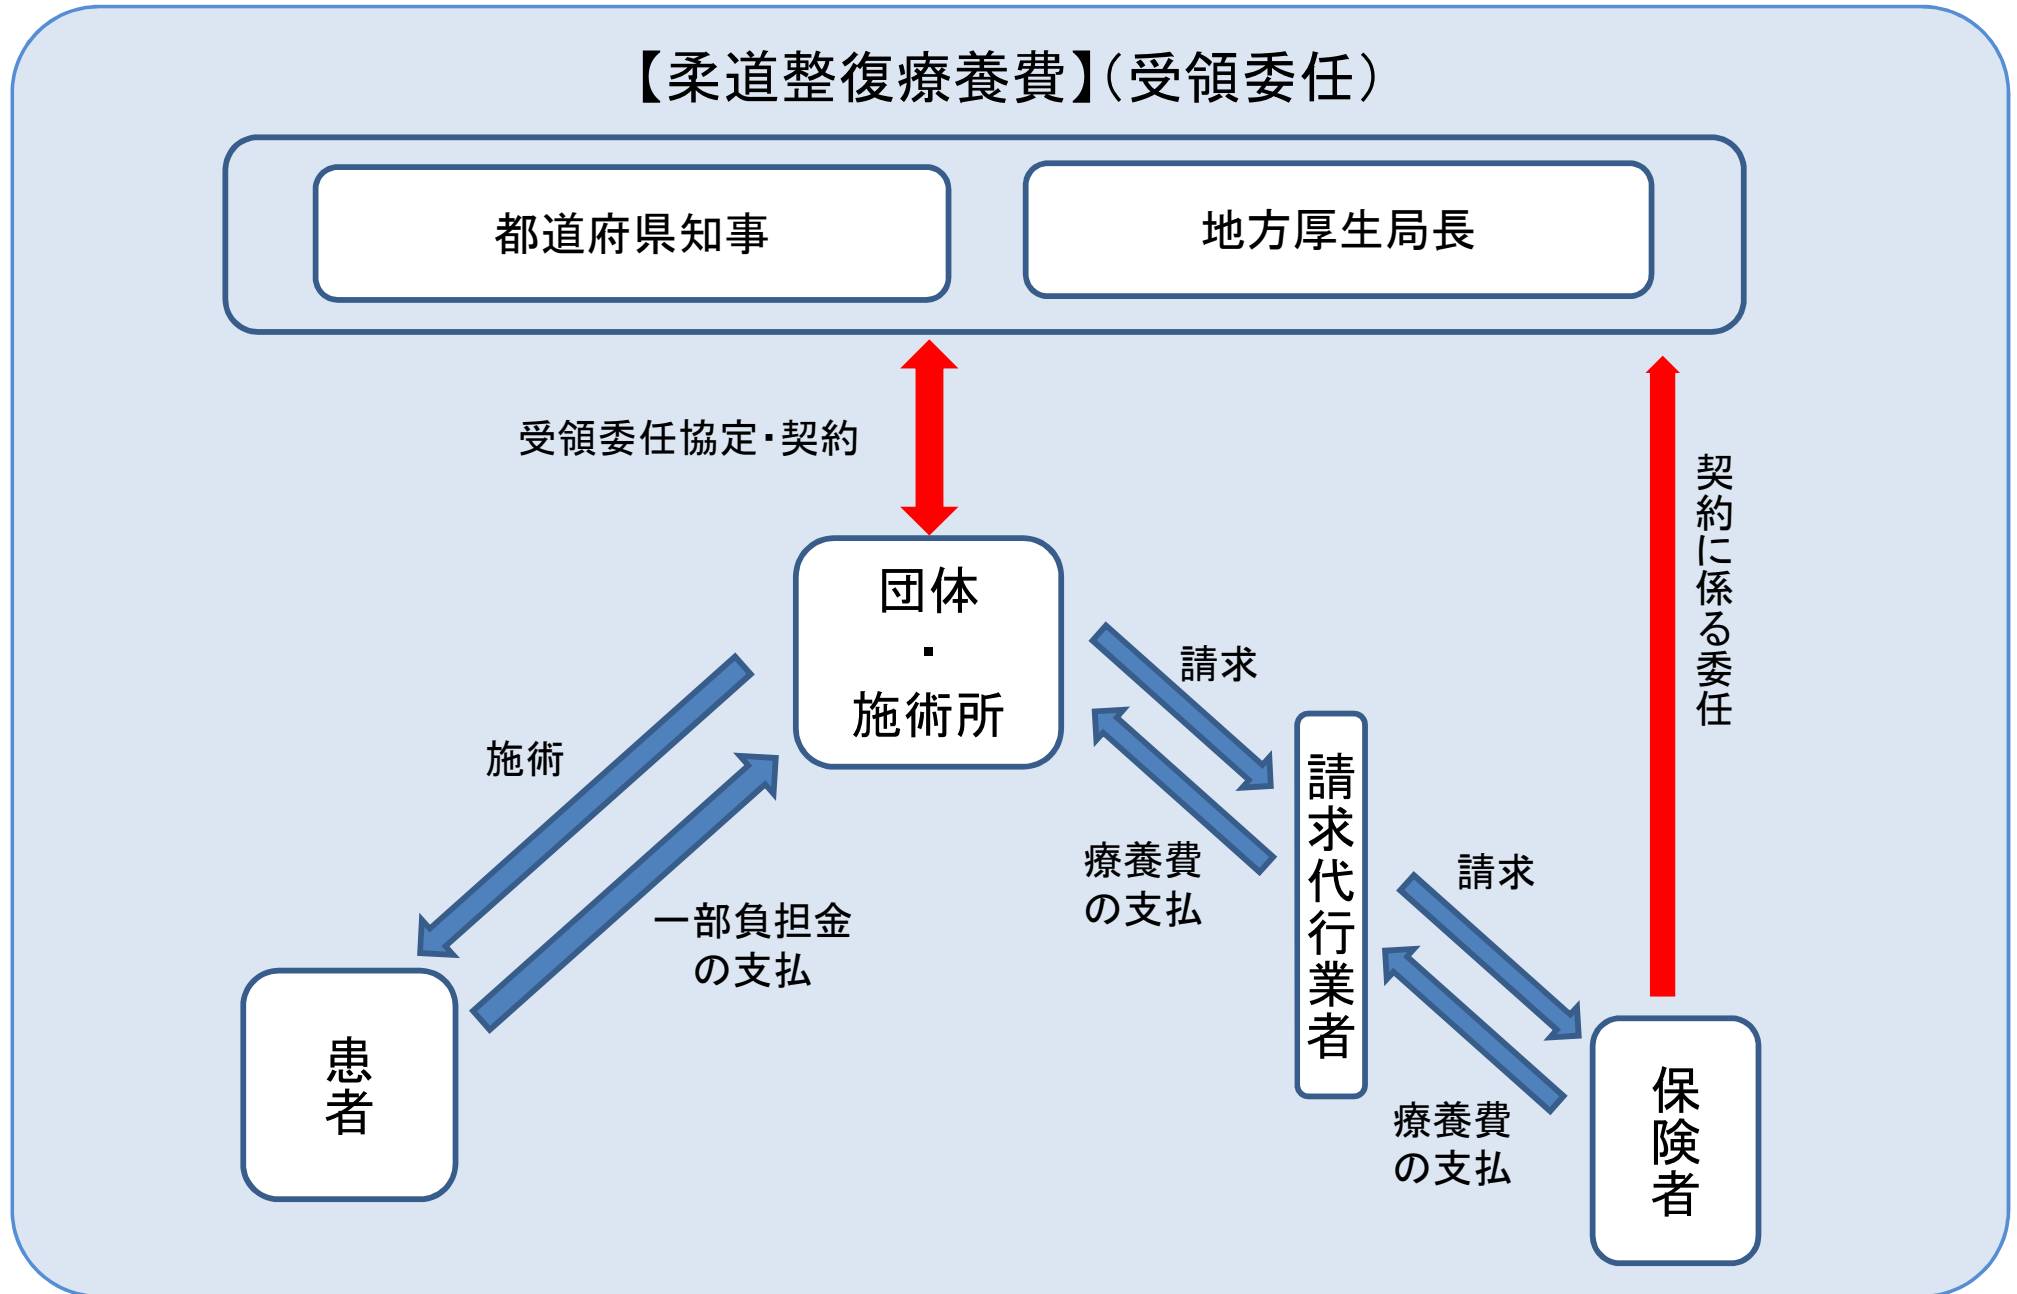 【柔道整復療養費】（受領委任）
都道府県知事
地方厚生局長
受領委任協定・契約
契約に係る委任
団体
・
施術所
請求
施術
請求代行業者
療養費
の支払
請求
一部負担金
の支払
患者
保険者
療養費
の支払